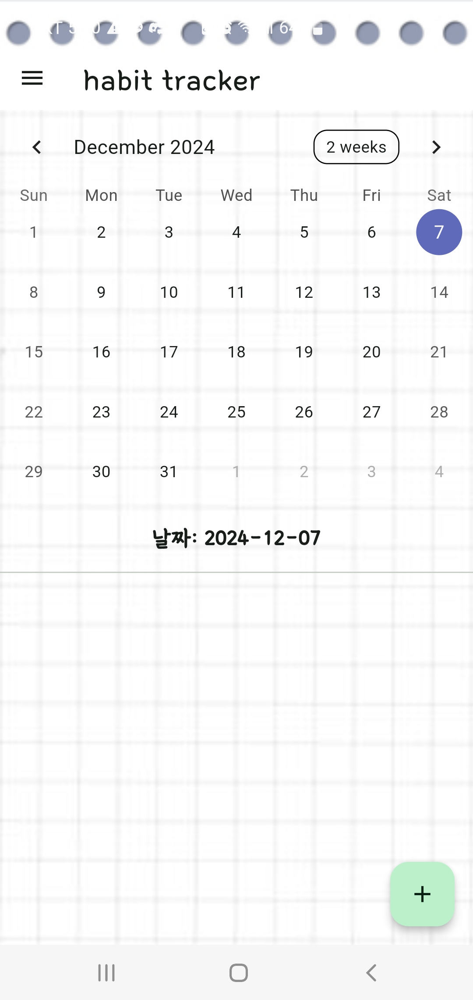 habit tracker
December 2024 2 weeks
Sun Mon Tue Wed Thu Fri Sat
1 2 3 4 5 6 7
8 9 10 11 12 13 14
15 16 17 18 19 20 21
22 23 24 25 26 27 28
29 30 31 1 2 3 4
날짜: 2024-12-07